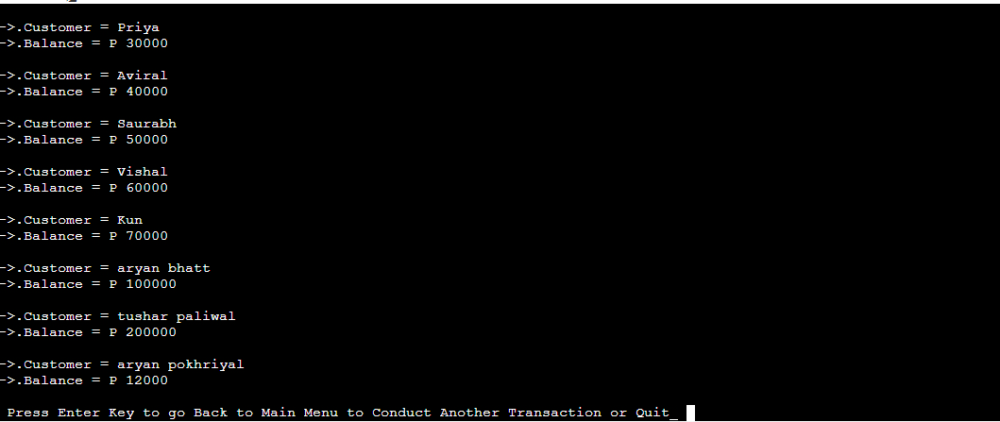 ->.Customer = Priya
->.Balance = P 30000
->.Customer = Aviral
->.Balance = P 40000
->.Customer = Saurabh
->.Balance = P 50000
->.Customer = Vishal
->.Balance = P 60000
->.Customer = Kun
->.Balance = P 70000
->.Customer = aryan bhatt
->.Balance = P 100000
->.Customer = tushar paliwal
->.Balance = P 200000
->.Customer = aryan pokhriyal
->.Balance = P 12000
Press Enter Key to go Back to Main Menu to Conduct Another Transaction or Quit_